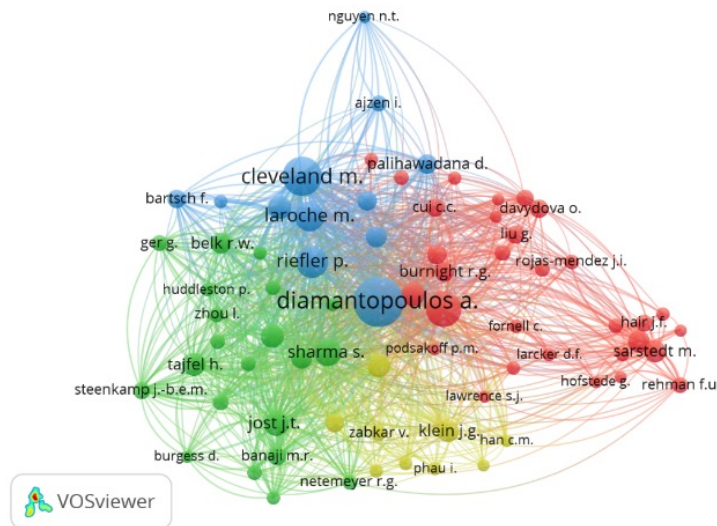 nguyen n.t.
ajzen i.
palihawadana d.
cleveland m.
bartsch f.
cui c.c.
davydova o.
laroche m.
liu g.
ger g.
belk r.w.
riefler p.
burnight r.g.
rojas-mendez j.i.
huddleston p.
diamantopoulos a.
zhou l.
fornell c.
hair j.f.
sharma s.
podsakoff p.m.
sarstedt m.
tajfel h.
larcker d.f.
hofstede g.
rehman f.u
steenkamp j.-b.e.m.
lawrence s.j.
jost j.t.
zabkar v.
klein j.g.
han c.m.
burgess d.
banaji m.r.
phau i.
netemeyer r.g.
VOSviewer